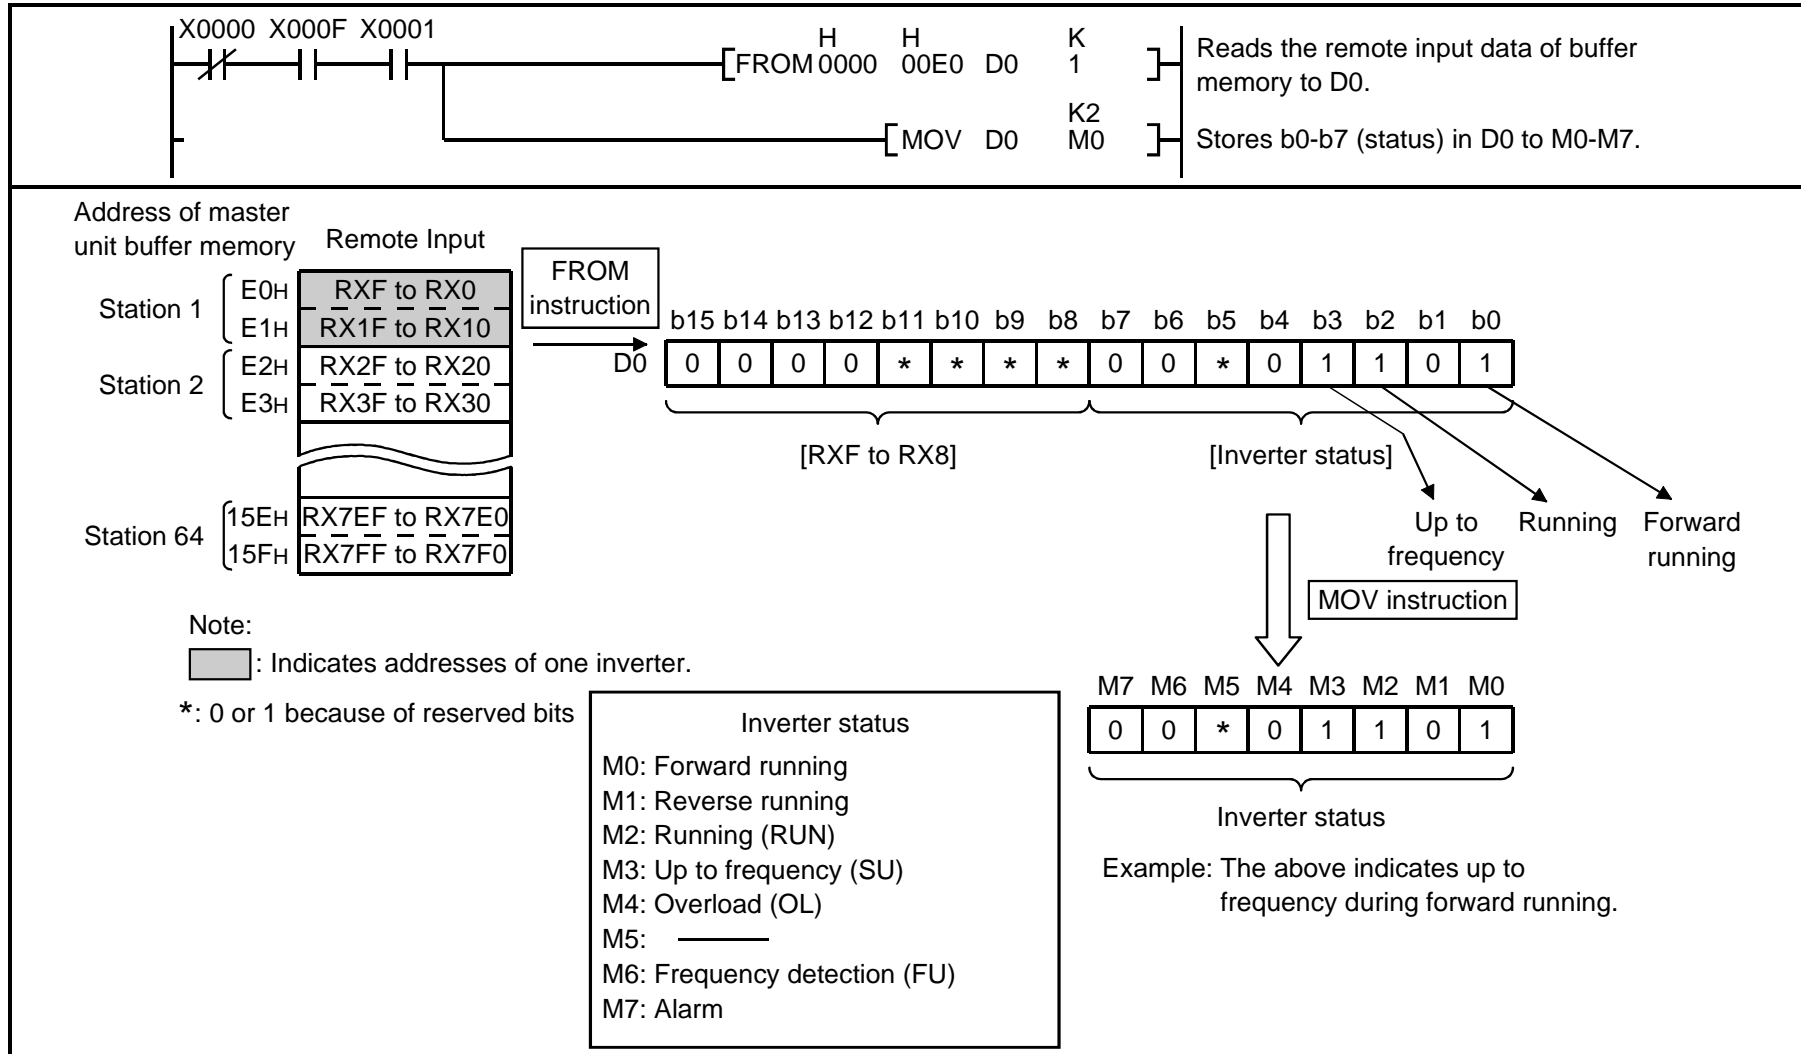 X0000 X000F X0001
H H K
FROM 0000 00E0 D0 1
Reads the remote input data of buffer
memory to D0.
K2
MOV D0 M0
Stores b0-b7 (status) in D0 to M0-M7.
Address of master
unit buffer memory
Remote Input
FROM
instruction
Station 1
E0H RXF to RX0
E1H RX1F to RX10
Station 2
E2H RX2F to RX20
E3H RX3F to RX30
Station 64
15EH RX7EF to RX7E0
15FH RX7FF to RX7F0
b15 b14 b13 b12 b11 b10 b9 b8 b7 b6 b5 b4 b3 b2 b1 b0
D0 0 0 0 0 * * * * 0 0 * 0 1 1 0 1
[RXF to RX8] [Inverter status]
Up to
frequency
Running
Forward
running
MOV instruction
Note:
: Indicates addresses of one inverter.
*: 0 or 1 because of reserved bits
Inverter status
M0: Forward running
M1: Reverse running
M2: Running (RUN)
M3: Up to frequency (SU)
M4: Overload (OL)
M5: ———
M6: Frequency detection (FU)
M7: Alarm
M7 M6 M5 M4 M3 M2 M1 M0
0 0 * 0 1 1 0 1
Inverter status
Example: The above indicates up to
frequency during forward running.